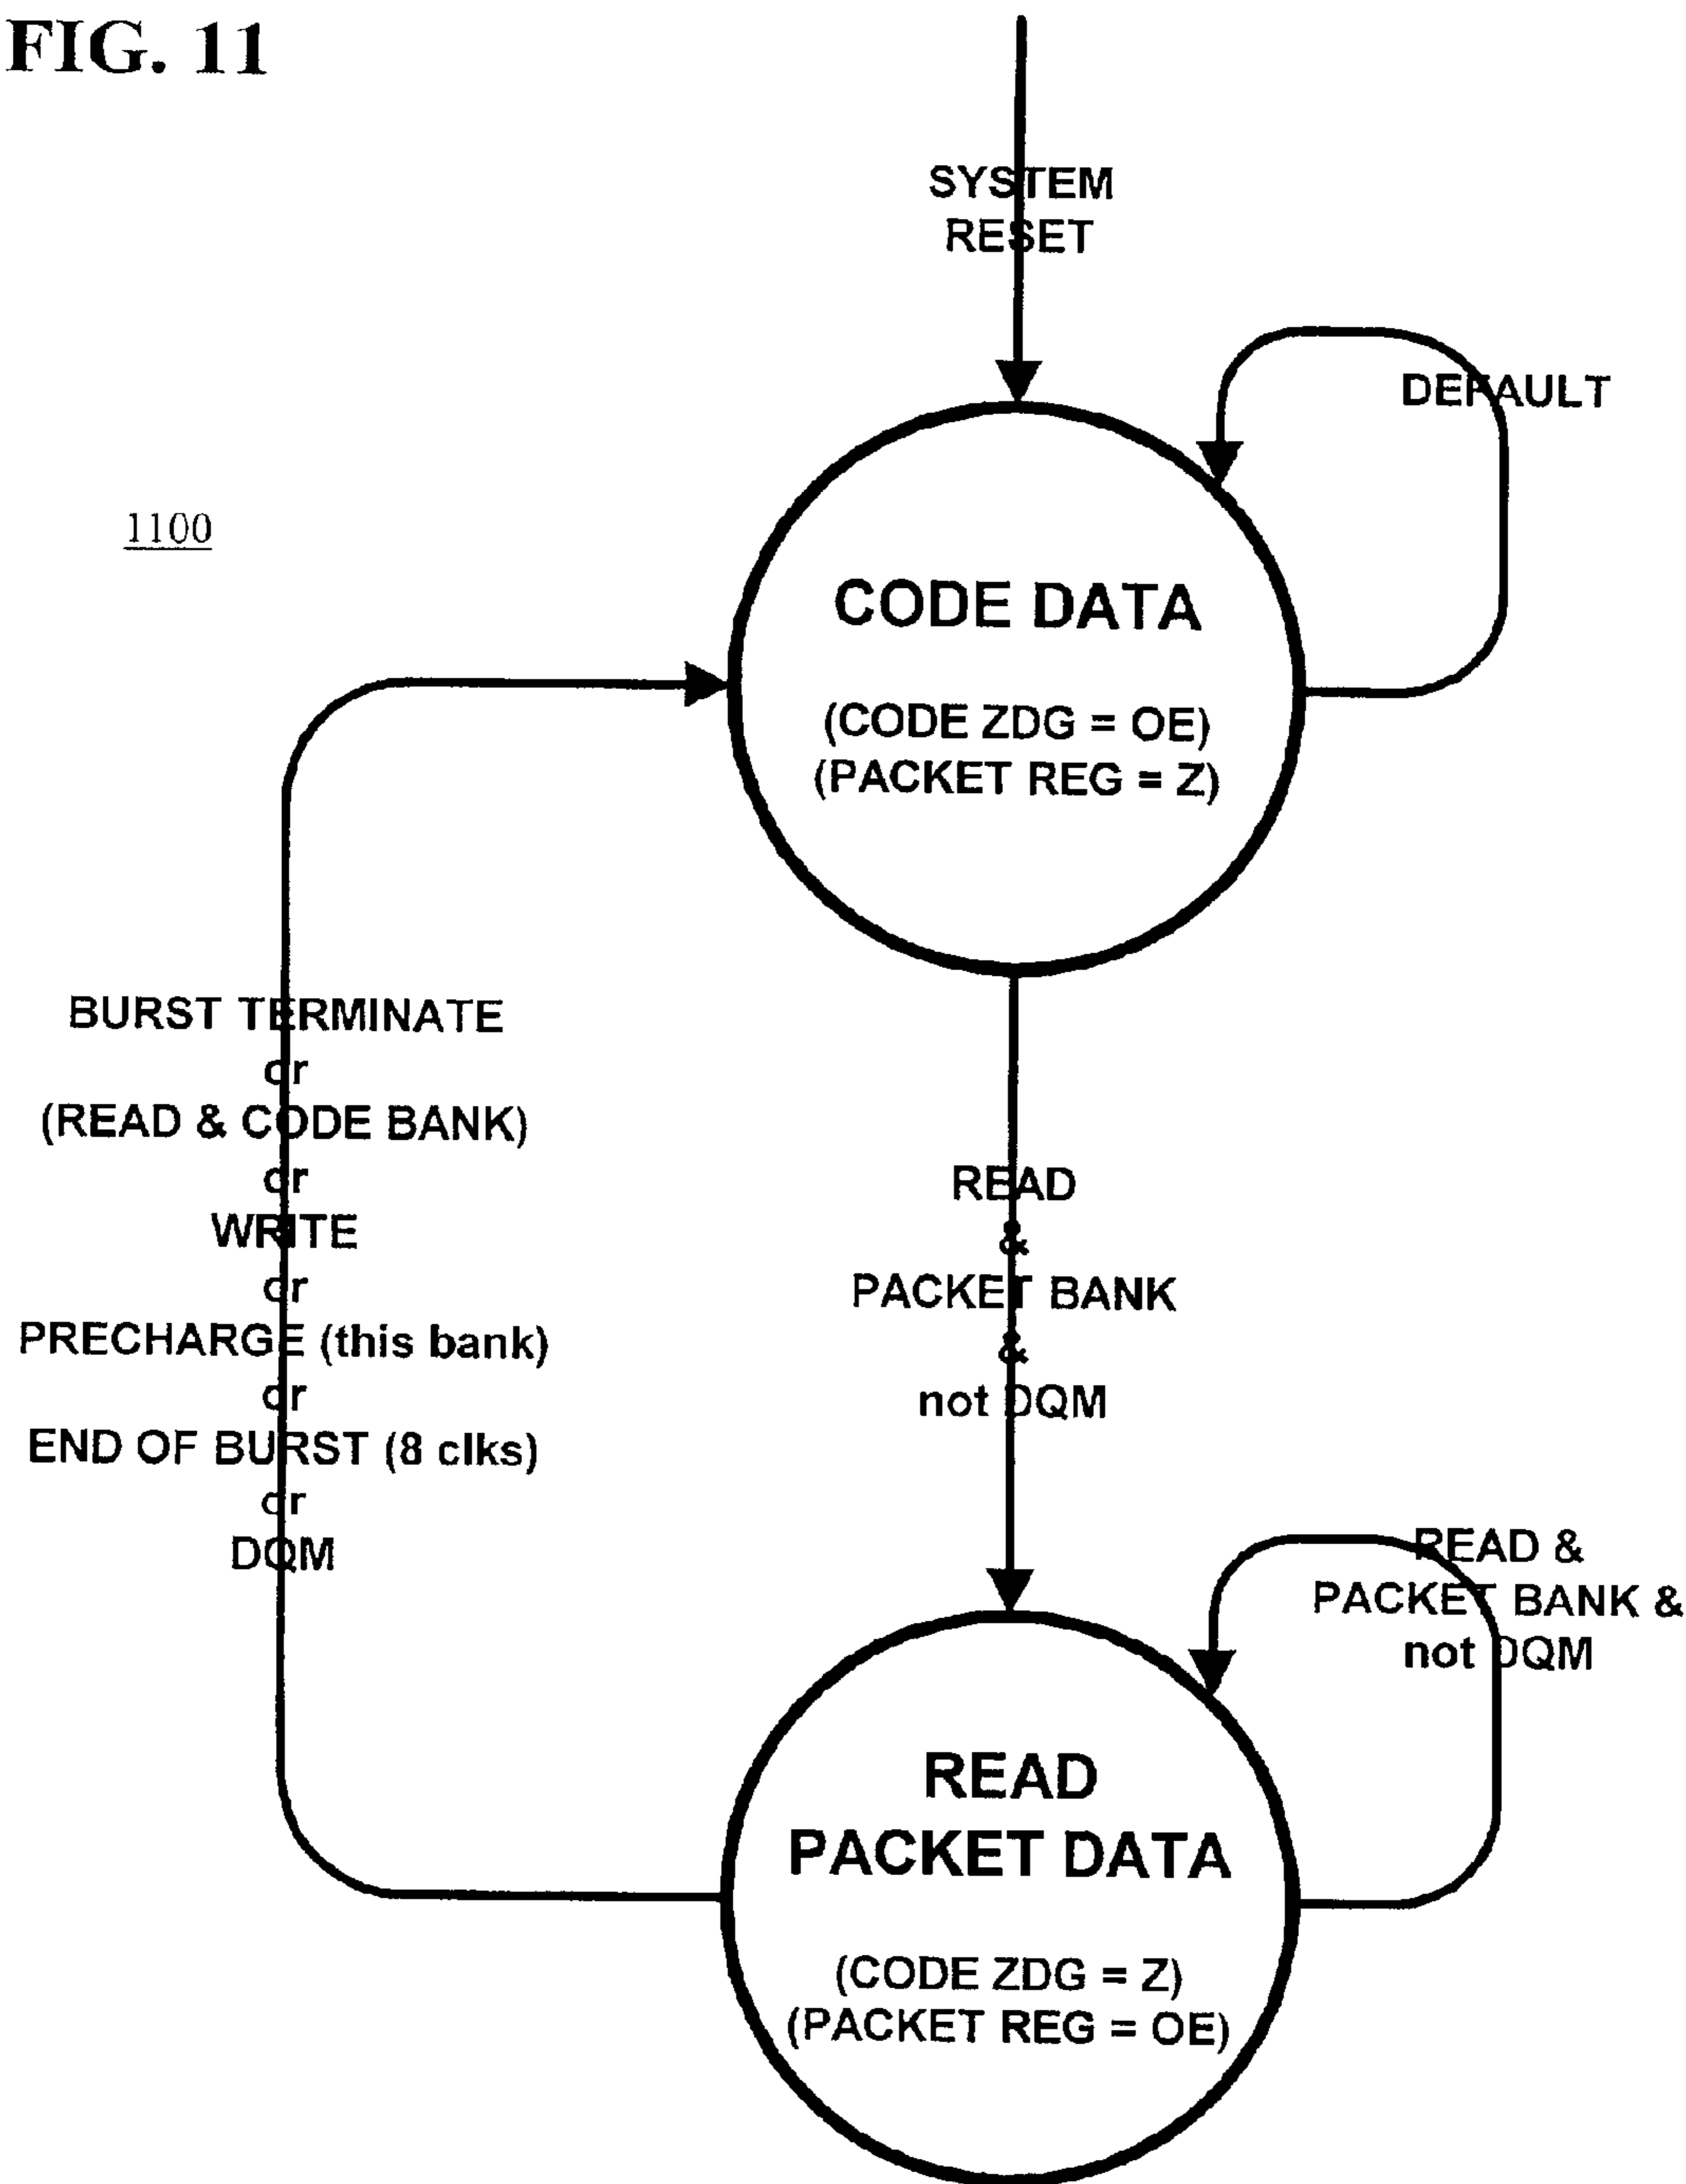 FIG. 11
SYSTEM
RESET
DEFAULT
1100
CODE DATA
(CODE ZDG = OE)
(PACKET REG = Z)
BURST TERMINATE
or
(READ & CODE BANK)
or
WRITE
or
PRECHARGE (this bank)
or
END OF BURST (8 clks)
or
DQM
READ
&
PACKET BANK
&
not DQM
READ &
PACKET BANK &
not DQM
READ
PACKET DATA
(CODE ZDG = Z)
(PACKET REG = OE)